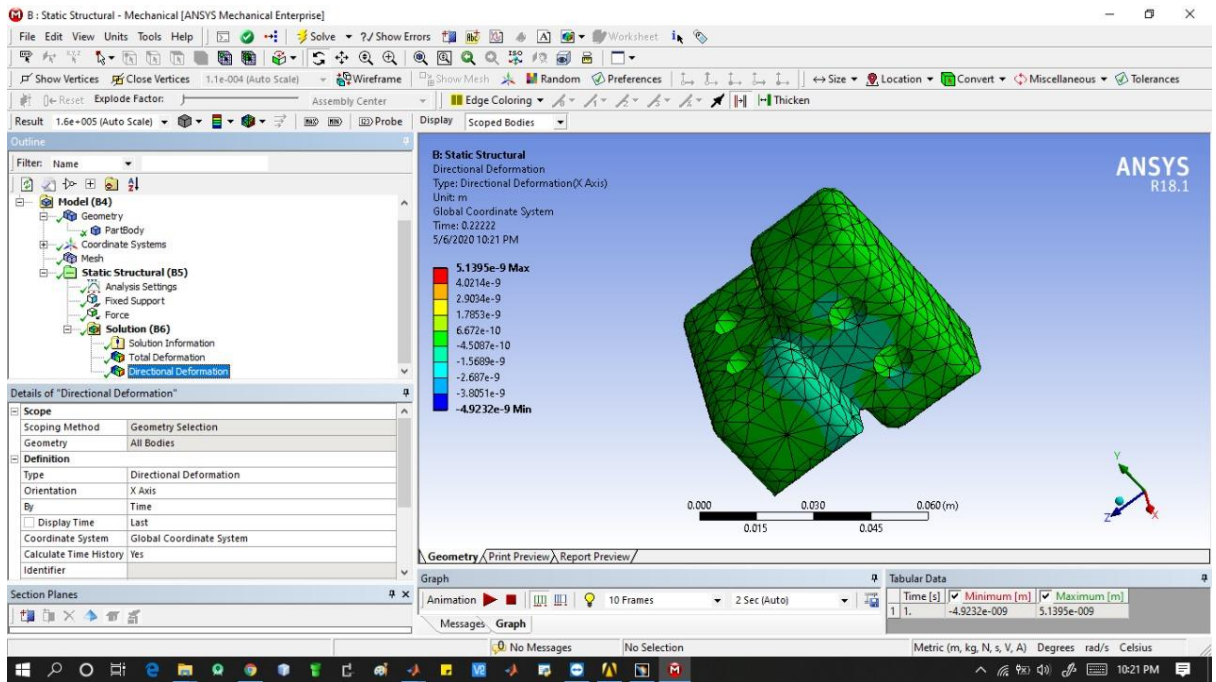 B : Static Structural - Mechanical [ANSYS Mechanical Enterprise]
File Edit View Units Tools Help Solve ?./ Show Errors Worksheet
Show Vertices Close Vertices 1.1e-004 (Auto Scale) Wireframe Show Mesh Random Preferences Size Location Convert Miscellaneous Tolerances
Reset Explode Factor: Assembly Center Edge Coloring Thicken
Result 1.6e+005 (Auto Scale) Probe Display Scoped Bodies
Outline
Filter: Name
Model (B4)
Geometry
PartBody
Coordinate Systems
Mesh
Static Structural (B5)
Analysis Settings
Fixed Support
Force
Solution (B6)
Solution Information
Total Deformation
Directional Deformation
Details of "Directional Deformation"
Scope
Scoping Method Geometry Selection
Geometry All Bodies
Definition
Type Directional Deformation
Orientation X Axis
By Time
Display Time Last
Coordinate System Global Coordinate System
Calculate Time History Yes
Identifier
Section Planes
B: Static Structural
Directional Deformation
Type: Directional Deformation(X Axis)
Unit: m
Global Coordinate System
Time: 0.22222
5/6/2020 10:21 PM
5.1395e-9 Max
4.0214e-9
2.9034e-9
1.7853e-9
6.672e-10
-4.5087e-10
-1.5689e-9
-2.687e-9
-3.8051e-9
-4.9232e-9 Min
ANSYS
R18.1
0.000 0.030 0.060 (m)
0.015 0.045
Y
Z X
Geometry Print Preview Report Preview
Graph
Animation 10 Frames 2 Sec (Auto)
Messages Graph
Tabular Data
Time [s] Minimum [m] Maximum [m]
1 1. -4.9232e-009 5.1395e-009
No Messages No Selection Metric (m, kg, N, s, V, A) Degrees rad/s Celsius
10:21 PM